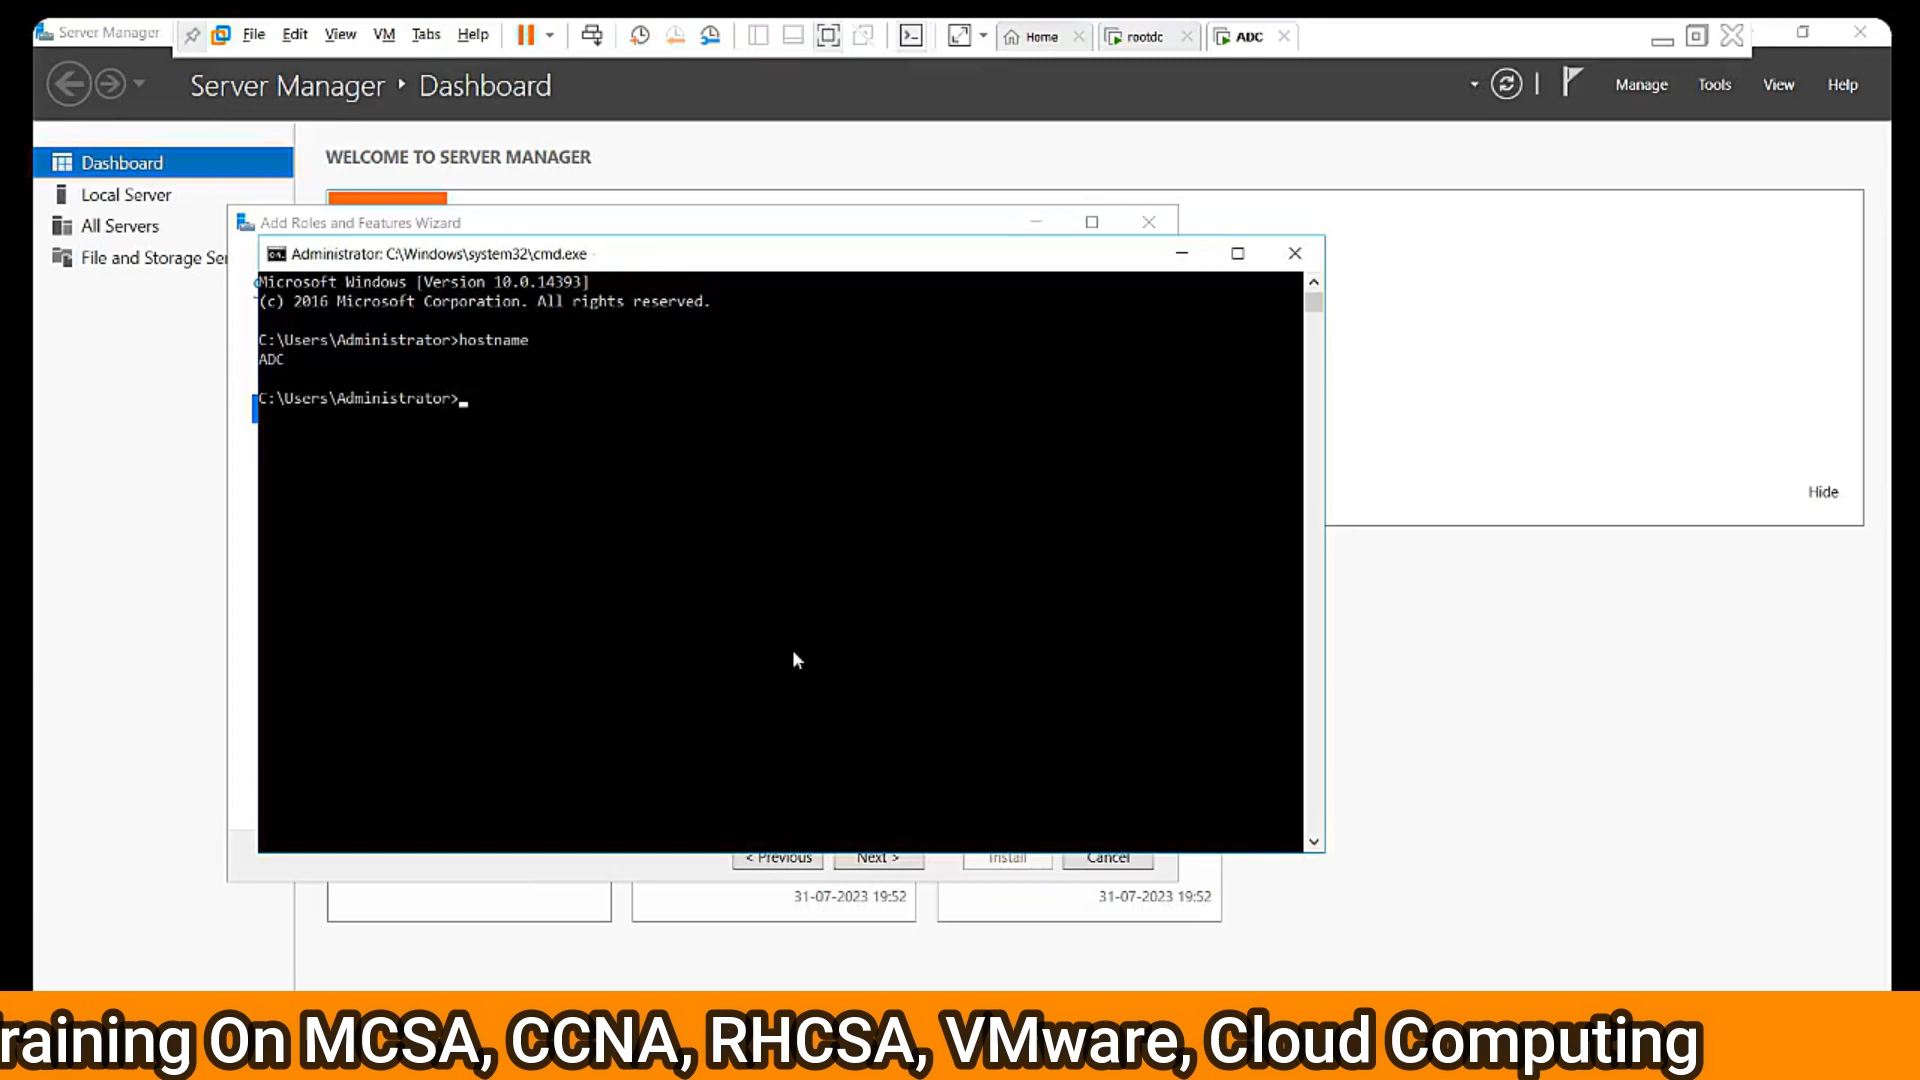 Server Manager
File Edit View VM Tabs Help
Home
rootdc
ADC
Server Manager ‣ Dashboard
Manage Tools View Help
Dashboard
Local Server
All Servers
File and Storage Ser
WELCOME TO SERVER MANAGER
Add Roles and Features Wizard
Administrator: C:\Windows\system32\cmd.exe
Microsoft Windows [Version 10.0.14393]
(c) 2016 Microsoft Corporation. All rights reserved.
C:\Users\Administrator>hostname
ADC
C:\Users\Administrator>
Hide
< Previous Next > Install Cancel
31-07-2023 19:52
31-07-2023 19:52
raining On MCSA, CCNA, RHCSA, VMware, Cloud Computing